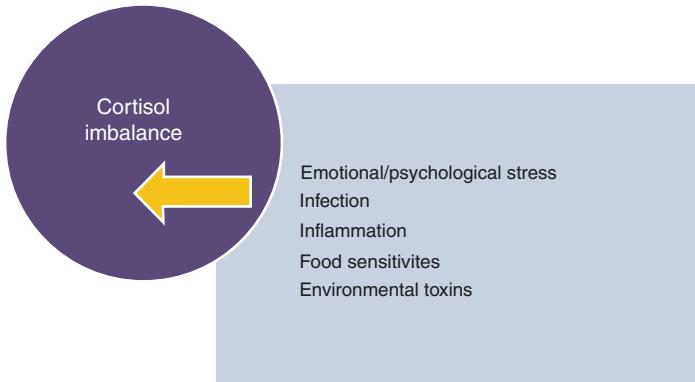 Cortisol
imbalance
Emotional/psychological stress
Infection
Inflammation
Food sensitivites
Environmental toxins